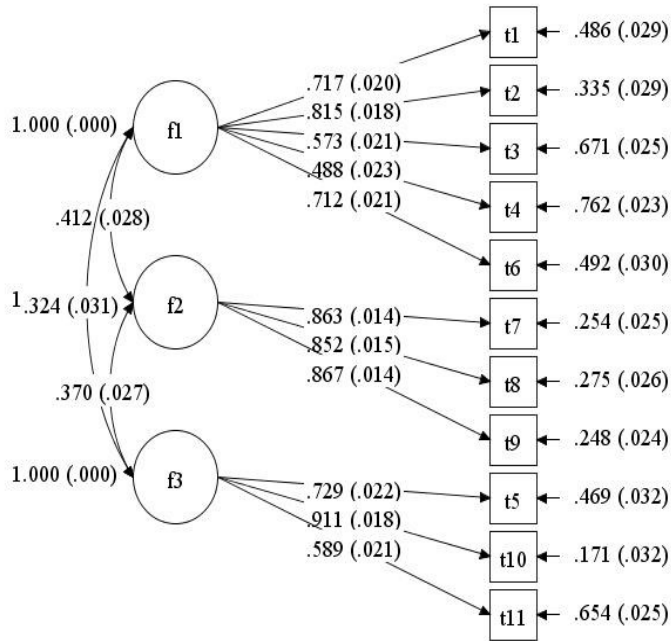 t1 .486 (.029)
.717 (.020)
.815 (.018) t2 .335 (.029)
1.000 (.000) f1
.573 (.021) t3 .671 (.025)
.488 (.023)
.712 (.021) t4 .762 (.023)
.412 (.028)
t6 .492 (.030)
1 .324 (.031) f2
.863 (.014) t7 .254 (.025)
.852 (.015)
.867 (.014) t8 .275 (.026)
.370 (.027)
t9 .248 (.024)
1.000 (.000) f3
.729 (.022) t5 .469 (.032)
.911 (.018)
.589 (.021) t10 .171 (.032)
t11 .654 (.025)